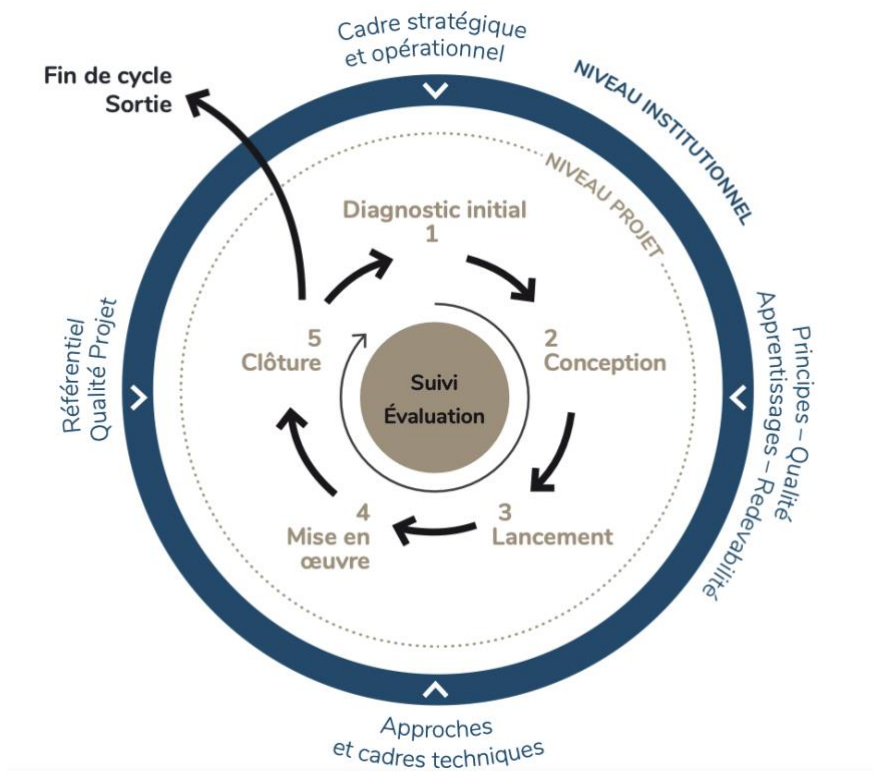 Cadre stratégique
et opérationnel
NIVEAU INSTITUTIONNEL
Fin de cycle
Sortie
NIVEAU PROJET
Diagnostic initial
1
2
Conception
3
Lancement
4
Mise en
œuvre
5
Clôture
Suivi
Évaluation
Référentiel
Qualité Projet
Principes – Qualité
Apprentissages – Redevabilité
Approches
et cadres techniques